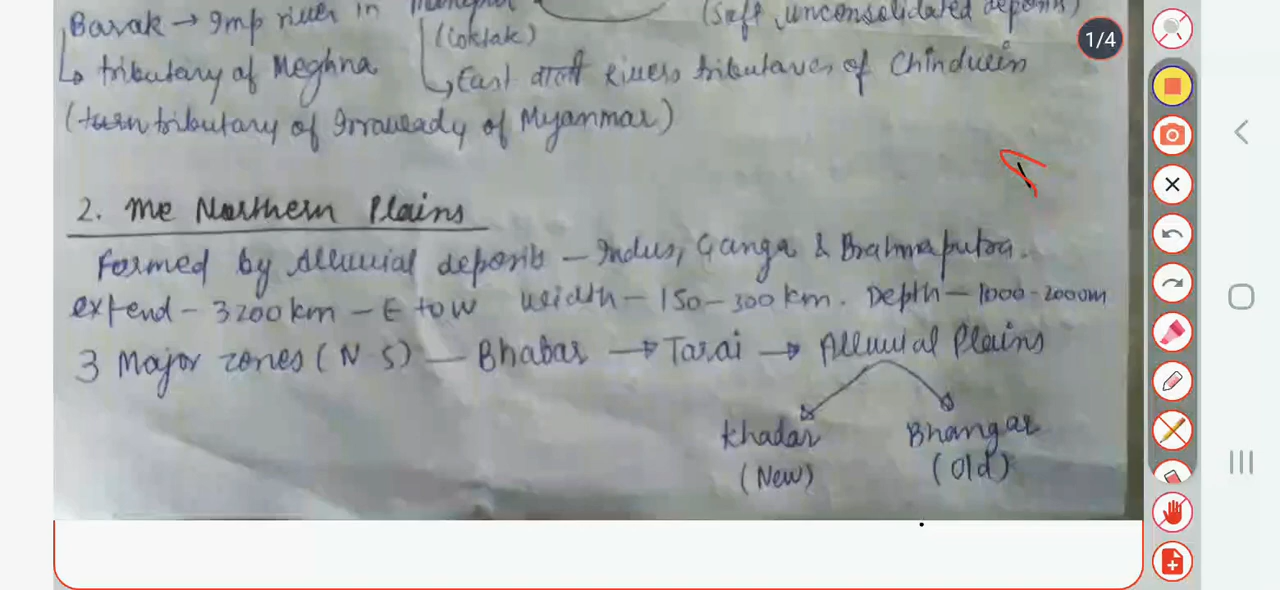 Barak → Imp river in Manipur (Soft unconsolidated deposits)
(Loktak)
↳ tributary of Meghna ↳ East वाली Rivers tributaries of Chinduein
(turn tributary of Irrawady of Myanmar)
1/4
2. The Northern Plains
Formed by Alluvial deposits – Indus, Ganga & Brahmaputra.
extend – 3200 km – E to W width – 150–300 km. Depth – 1000-2000m
3 Major zones (N S) — Bhabar → Tarai → Alluvial Plains
Khadar Bhangar
(New) (Old)